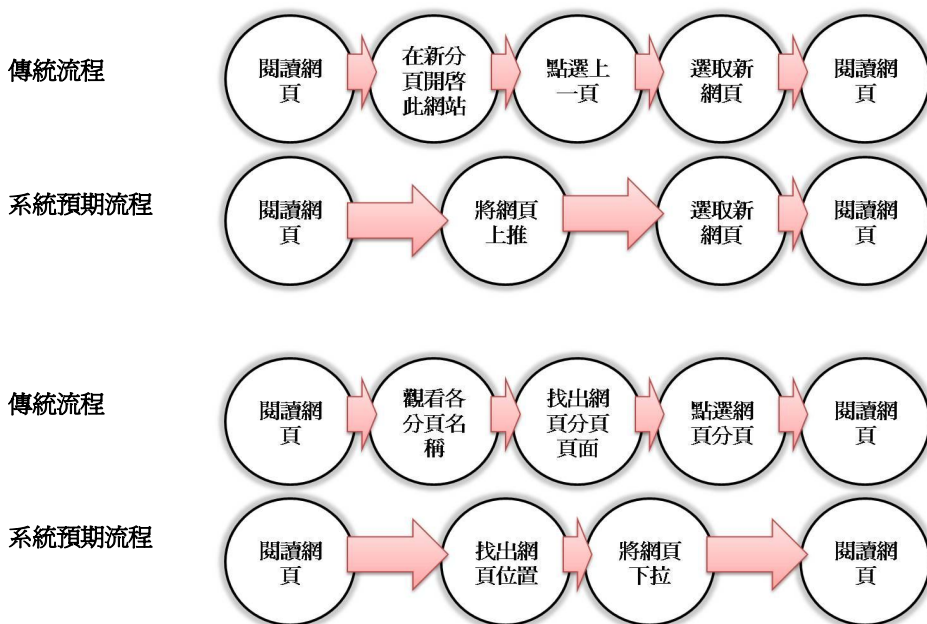 傳統流程
閱讀網
頁
在新分
頁開啓
此網站
點選上
一頁
選取新
網頁
閱讀網
頁
系統預期流程
閱讀網
頁
將網頁
上推
選取新
網頁
閱讀網
頁
傳統流程
閱讀網
頁
觀看各
分頁名
稱
找出網
頁分頁
頁面
點選網
頁分頁
閱讀網
頁
系統預期流程
閱讀網
頁
找出網
頁位置
將網頁
下拉
閱讀網
頁